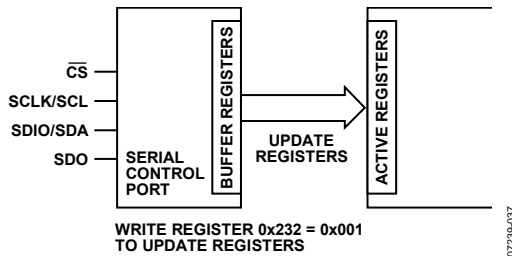 CS
SCLK/SCL
SDIO/SDA
SDO
SERIAL
CONTROL
PORT
BUFFER REGISTERS
UPDATE
REGISTERS
ACTIVE REGISTERS
WRITE REGISTER 0x232 = 0x001
TO UPDATE REGISTERS
07239-037